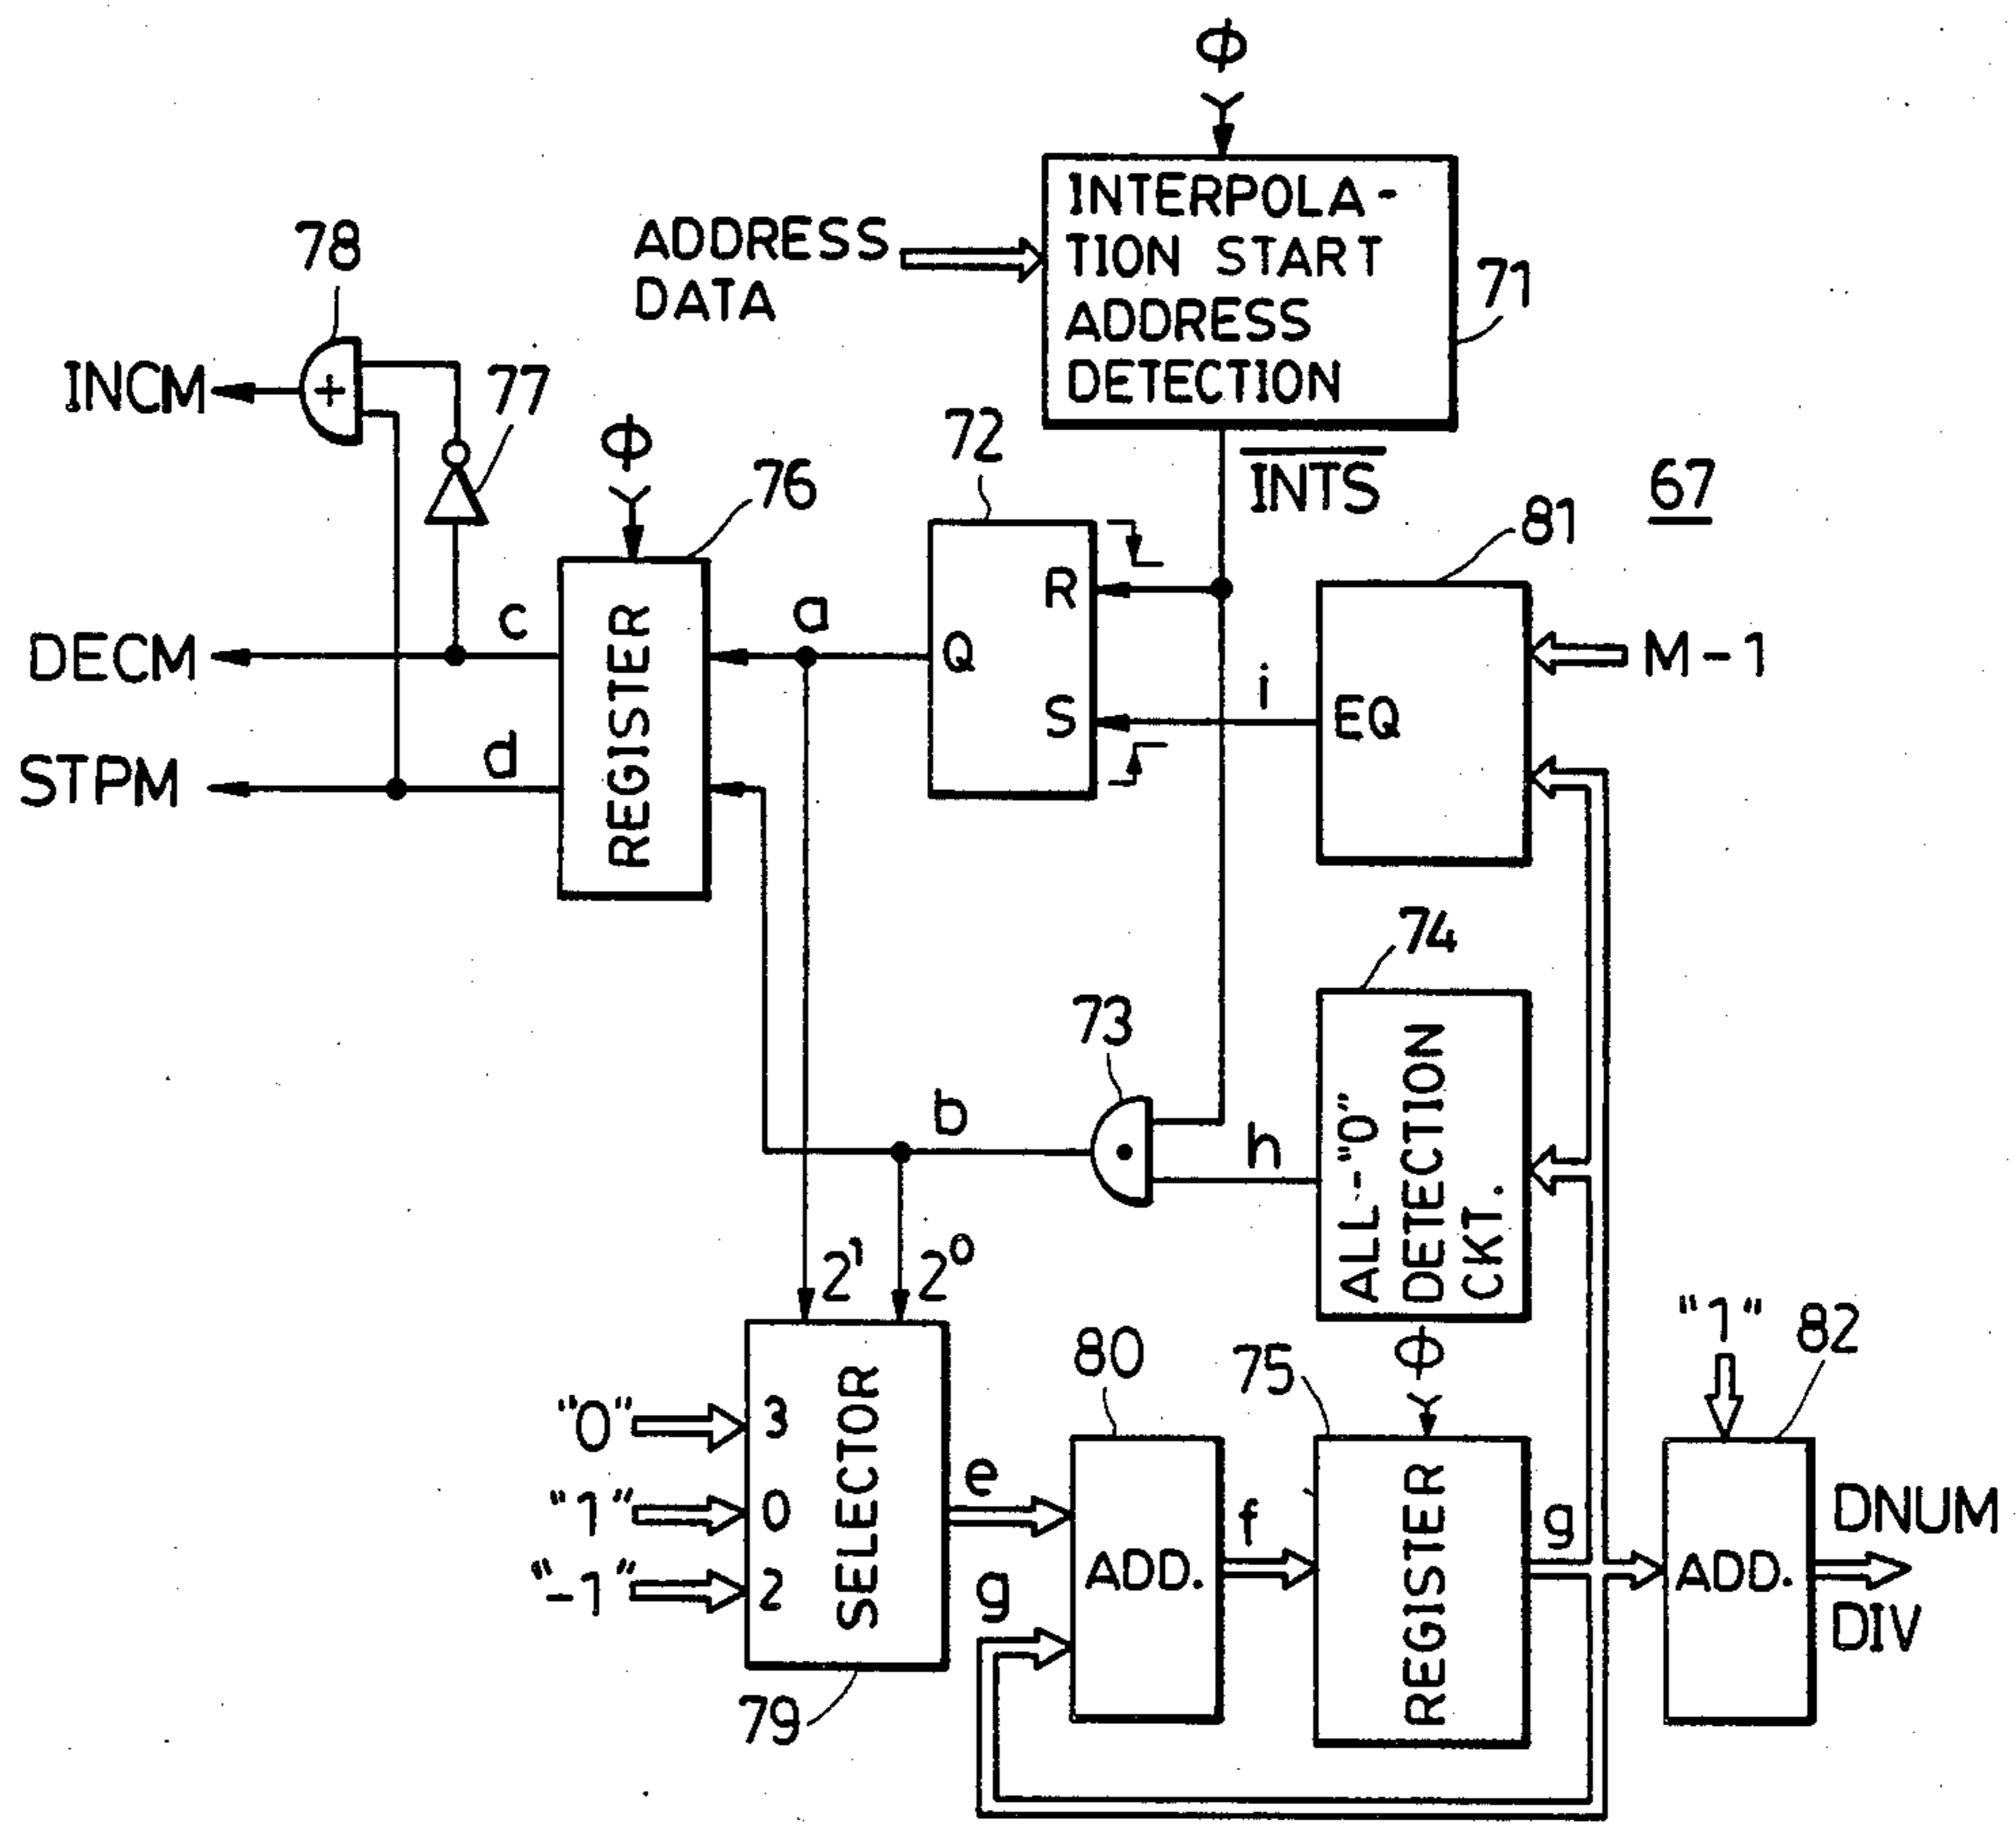 Φ
INTERPOLA-
TION START
ADDRESS
DETECTION
71
ADDRESS
DATA
78
INCM
77
Φ
76
72
INTS
67
81
R
Q
S
a
i
EQ
M-1
c
d
DECM
STPM
REGISTER
74
73
b
h
ALL-"0"
DETECTION
CKT.
2¹
2⁰
"1"
82
80
75
Φ
"0"
3
"1"
0
"-1"
2
SELECTOR
79
e
g
ADD.
f
REGISTER
g
ADD.
DNUM
DIV